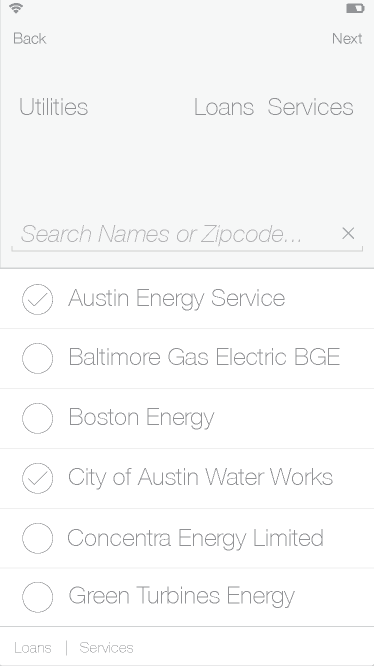 Back Next
Utilities Loans Services
Search Names or Zipcode...
Austin Energy Service
Baltimore Gas Electric BGE
Boston Energy
City of Austin Water Works
Concentra Energy Limited
Green Turbines Energy
Loans | Services